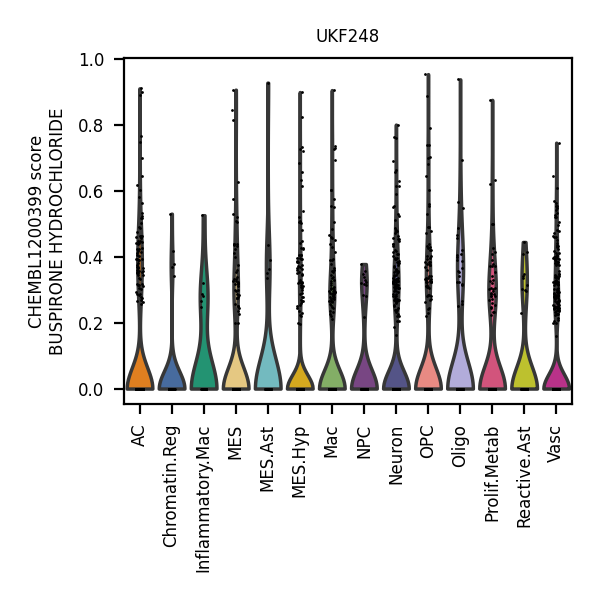 UKF248
CHEMBL1200399 score
BUSPIRONE HYDROCHLORIDE
1.0
0.8
0.6
0.4
0.2
0.0
AC
Chromatin.Reg
Inflammatory.Mac
MES
MES.Ast
MES.Hyp
Mac
NPC
Neuron
OPC
Oligo
Prolif.Metab
Reactive.Ast
Vasc